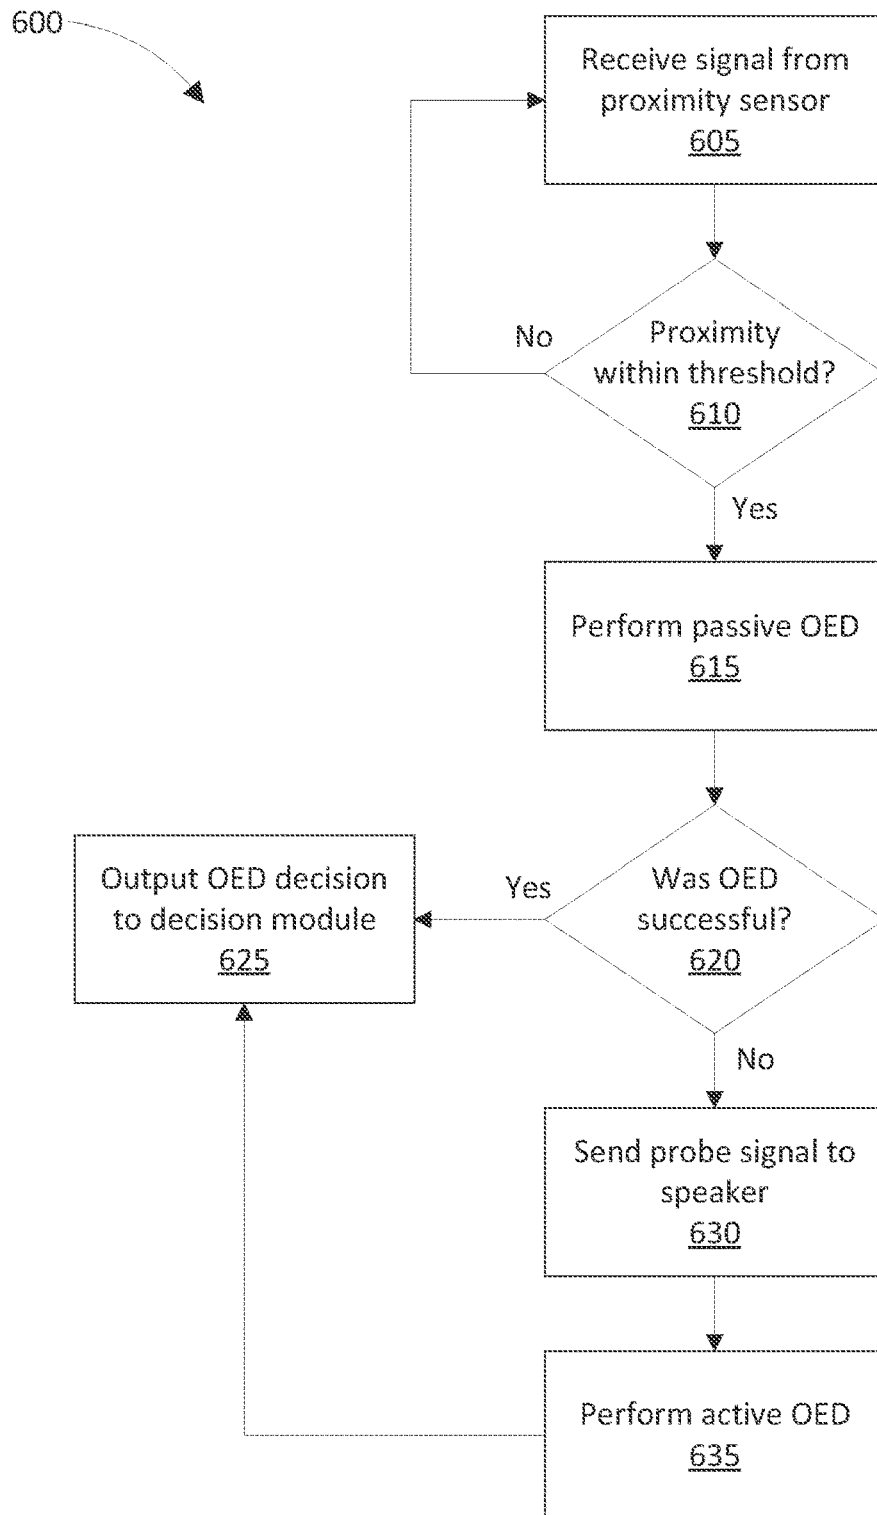 600
Receive signal from
proximity sensor
605
No
Proximity
within threshold?
610
Yes
Perform passive OED
615
Output OED decision
to decision module
625
Yes
Was OED
successful?
620
No
Send probe signal to
speaker
630
Perform active OED
635